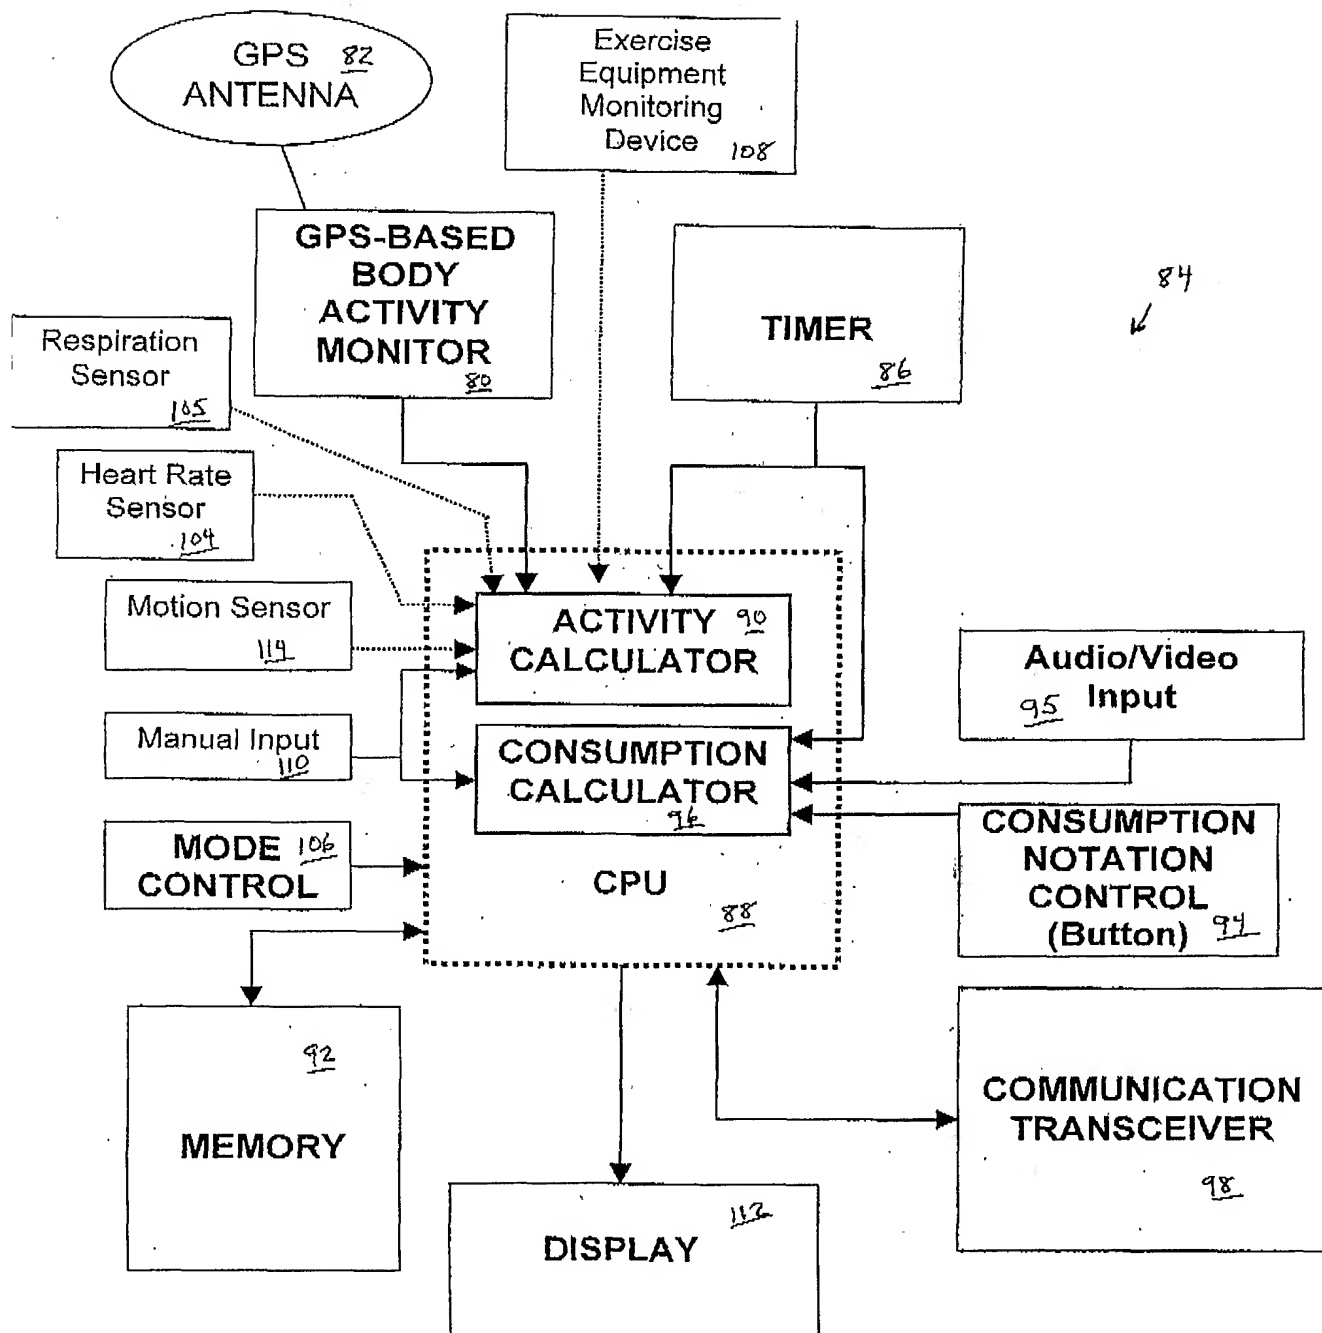 GPS 82
ANTENNA
Exercise
Equipment
Monitoring
Device 108
GPS-BASED
BODY
ACTIVITY
MONITOR
80
TIMER
86
84
Respiration
Sensor
105
Heart Rate
Sensor
104
Motion Sensor
114
Manual Input
110
MODE 106
CONTROL
ACTIVITY 90
CALCULATOR
CONSUMPTION
CALCULATOR
96
CPU
88
Audio/Video
Input
95
CONSUMPTION
NOTATION
CONTROL
(Button) 94
92
MEMORY
COMMUNICATION
TRANSCEIVER
98
112
DISPLAY